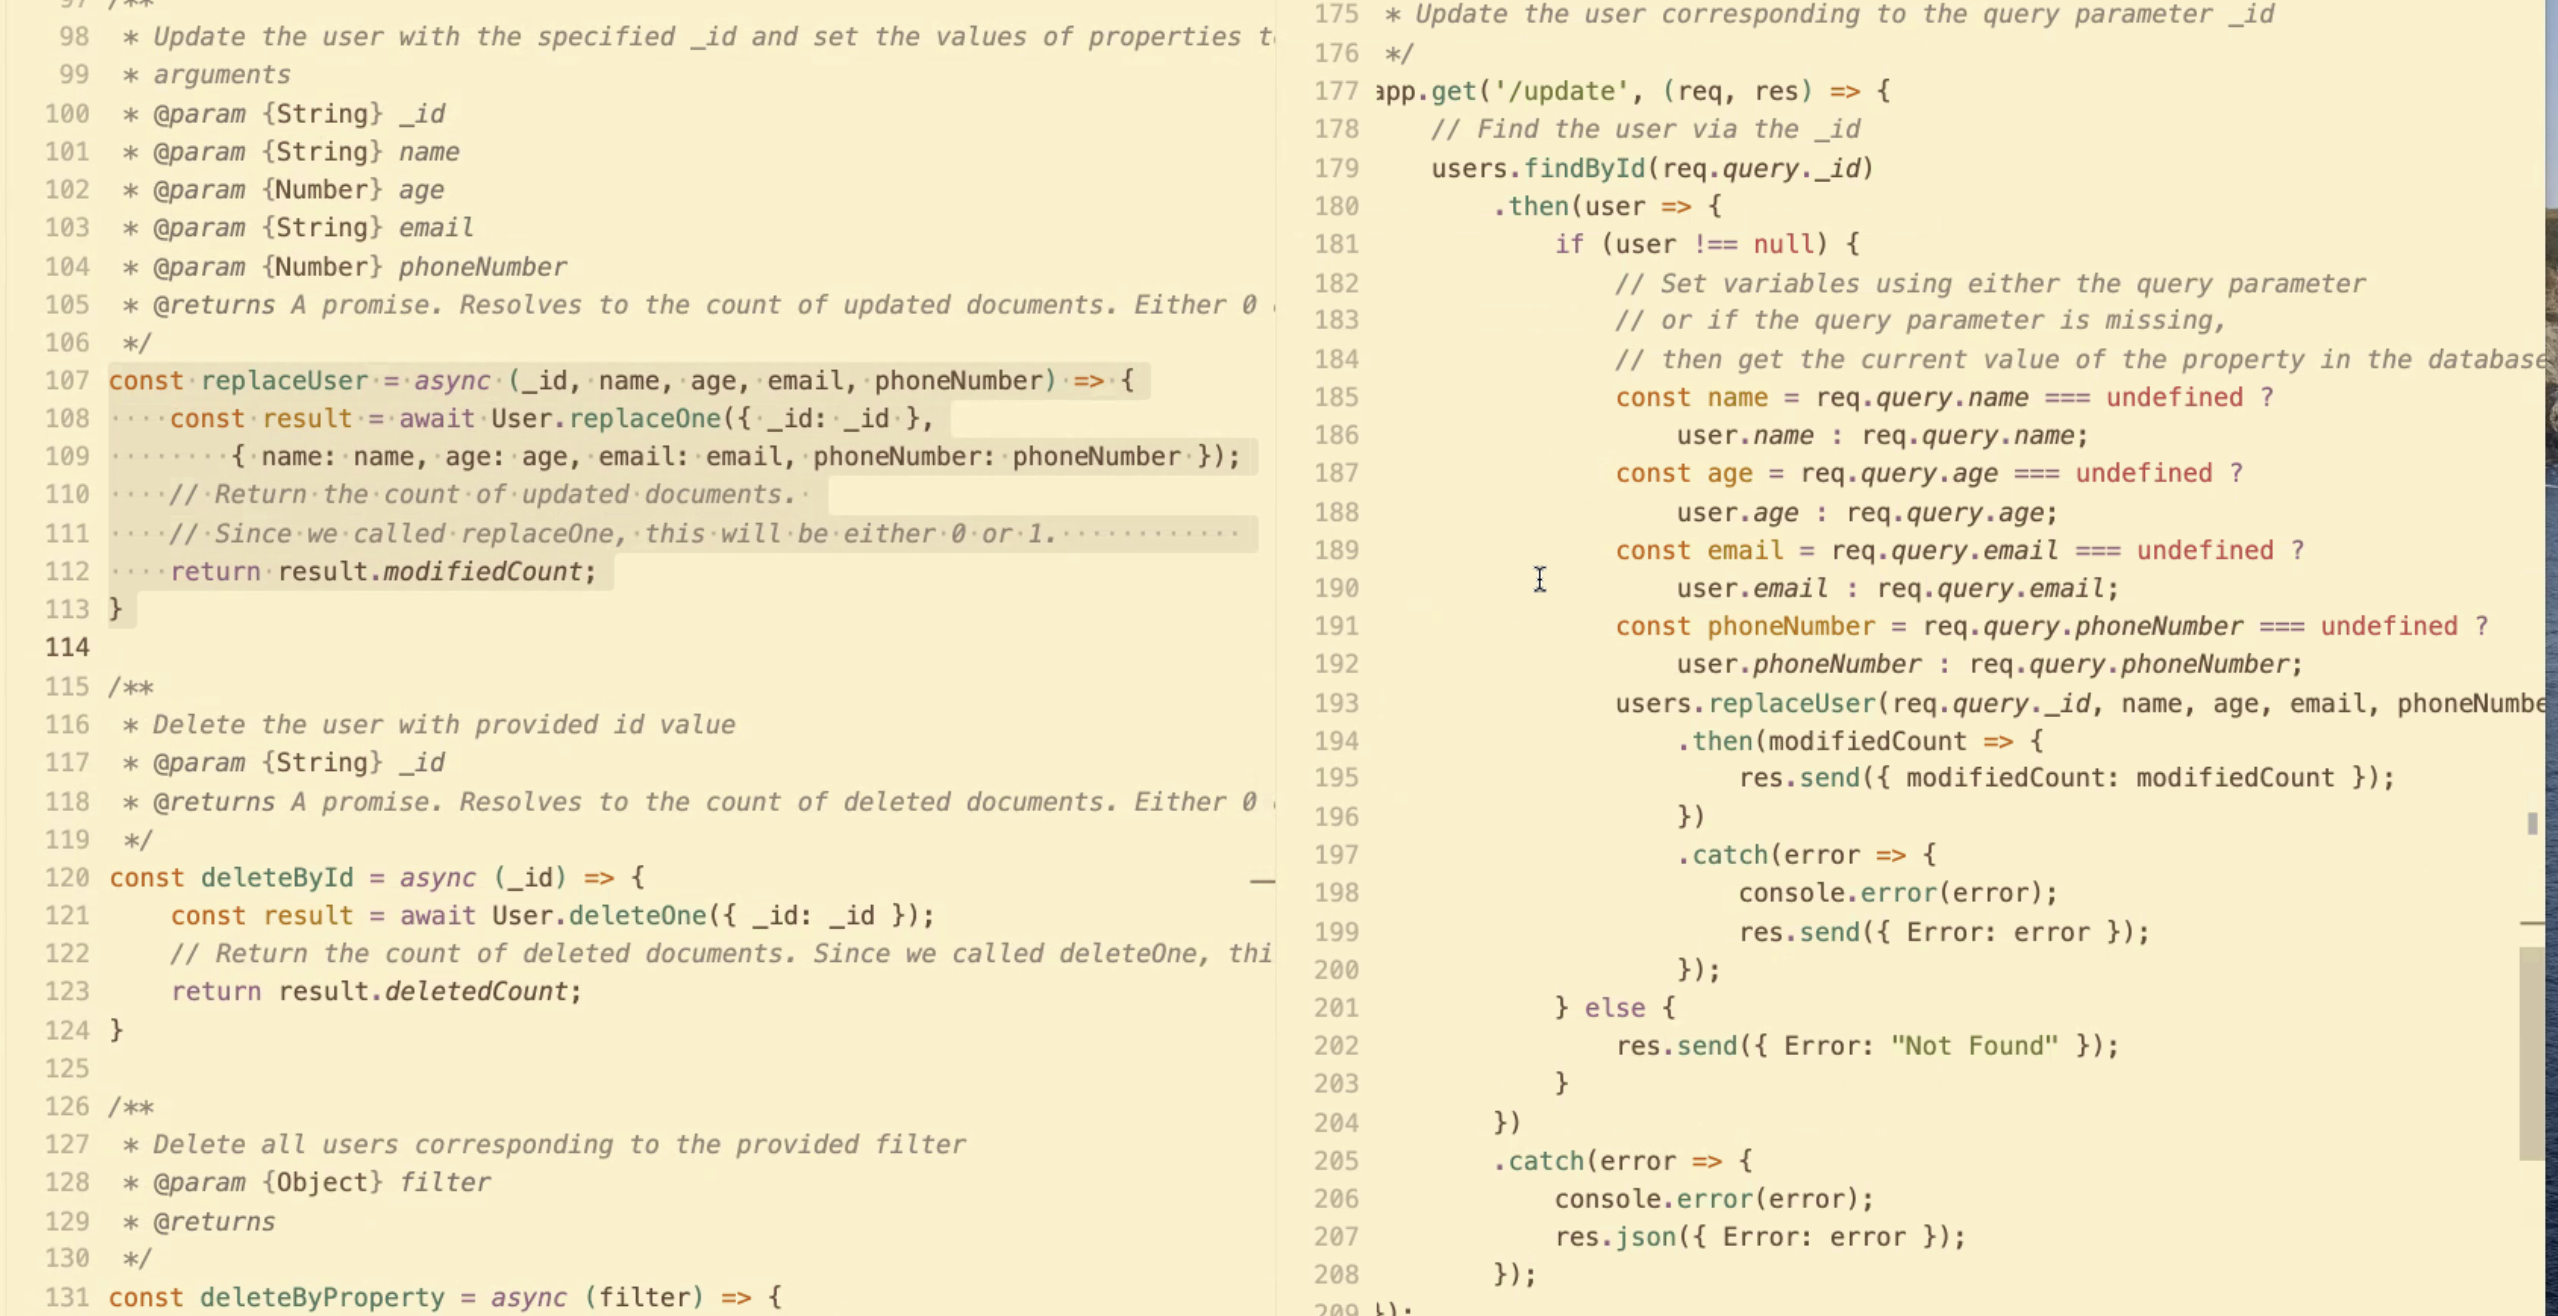 97 /**
98  * Update the user with the specified _id and set the values of properties t
99  * arguments
100  * @param {String} _id
101  * @param {String} name
102  * @param {Number} age
103  * @param {String} email
104  * @param {Number} phoneNumber
105  * @returns A promise. Resolves to the count of updated documents. Either 0
106  */
107 const replaceUser = async (_id, name, age, email, phoneNumber) => {
108     const result = await User.replaceOne({ _id: _id },
109         { name: name, age: age, email: email, phoneNumber: phoneNumber });
110     // Return the count of updated documents.
111     // Since we called replaceOne, this will be either 0 or 1.
112     return result.modifiedCount;
113 }
114
115 /**
116  * Delete the user with provided id value
117  * @param {String} _id
118  * @returns A promise. Resolves to the count of deleted documents. Either 0
119  */
120 const deleteById = async (_id) => {
121     const result = await User.deleteOne({ _id: _id });
122     // Return the count of deleted documents. Since we called deleteOne, thi
123     return result.deletedCount;
124 }
125
126 /**
127  * Delete all users corresponding to the provided filter
128  * @param {Object} filter
129  * @returns
130  */
131 const deleteByProperty = async (filter) => {
175  * Update the user corresponding to the query parameter _id
176  */
177 app.get('/update', (req, res) => {
178     // Find the user via the _id
179     users.findById(req.query._id)
180         .then(user => {
181             if (user !== null) {
182                 // Set variables using either the query parameter
183                 // or if the query parameter is missing,
184                 // then get the current value of the property in the database
185                 const name = req.query.name === undefined ?
186                     user.name : req.query.name;
187                 const age = req.query.age === undefined ?
188                     user.age : req.query.age;
189                 const email = req.query.email === undefined ?
190                     user.email : req.query.email;
191                 const phoneNumber = req.query.phoneNumber === undefined ?
192                     user.phoneNumber : req.query.phoneNumber;
193                 users.replaceUser(req.query._id, name, age, email, phoneNumbe
194                     .then(modifiedCount => {
195                         res.send({ modifiedCount: modifiedCount });
196                     })
197                     .catch(error => {
198                         console.error(error);
199                         res.send({ Error: error });
200                     });
201             } else {
202                 res.send({ Error: "Not Found" });
203             }
204         })
205         .catch(error => {
206             console.error(error);
207             res.json({ Error: error });
208         });
209 });